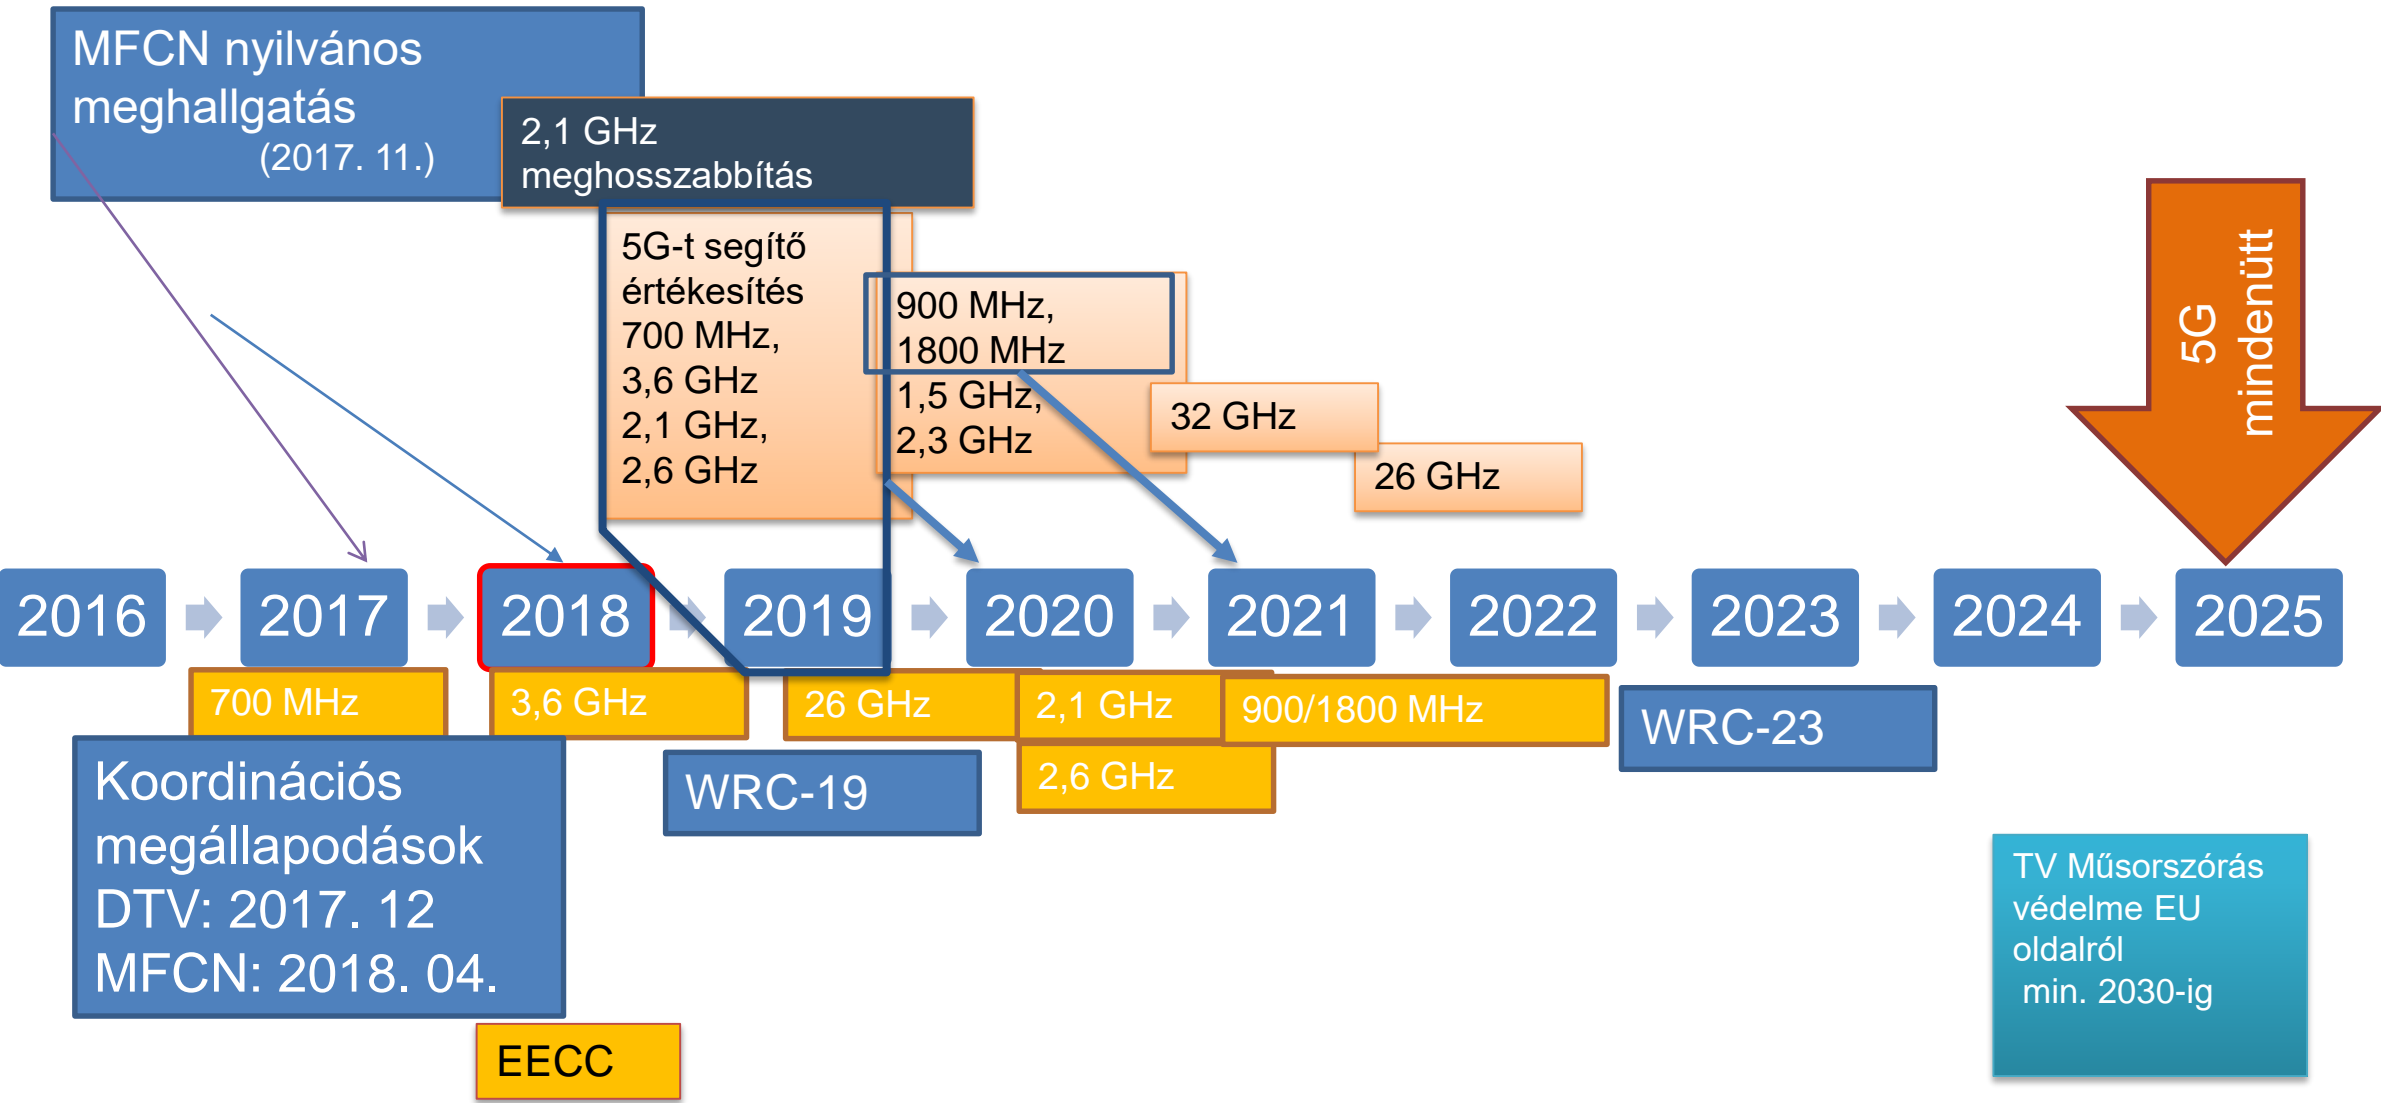 MFCN nyilvános
meghallgatás
(2017. 11.)
2,1 GHz
meghosszabbítás
5G-t segítő
értékesítés
700 MHz,
3,6 GHz
2,1 GHz,
2,6 GHz
900 MHz,
1800 MHz
1,5 GHz,
2,3 GHz
32 GHz
26 GHz
5G
mindenütt
2016
2017
2018
2019
2020
2021
2022
2023
2024
2025
700 MHz
3,6 GHz
26 GHz
2,1 GHz
900/1800 MHz
2,6 GHz
WRC-19
WRC-23
Koordinációs
megállapodások
DTV: 2017. 12
MFCN: 2018. 04.
EECC
TV Műsorszórás
védelme EU
oldalról
min. 2030-ig